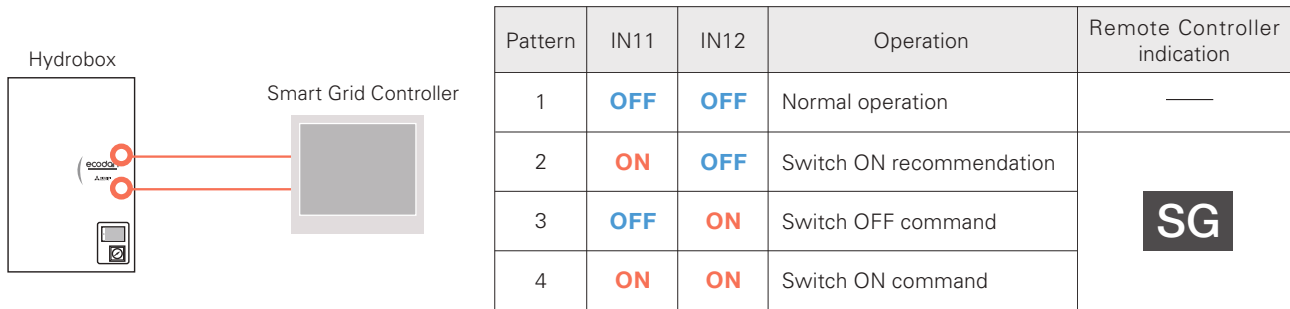 Hydrobox
Smart Grid Controller
ecodan
Pattern IN11 IN12 Operation Remote Controller indication
1 OFF OFF Normal operation ——
2 ON OFF Switch ON recommendation
3 OFF ON Switch OFF command
4 ON ON Switch ON command
SG